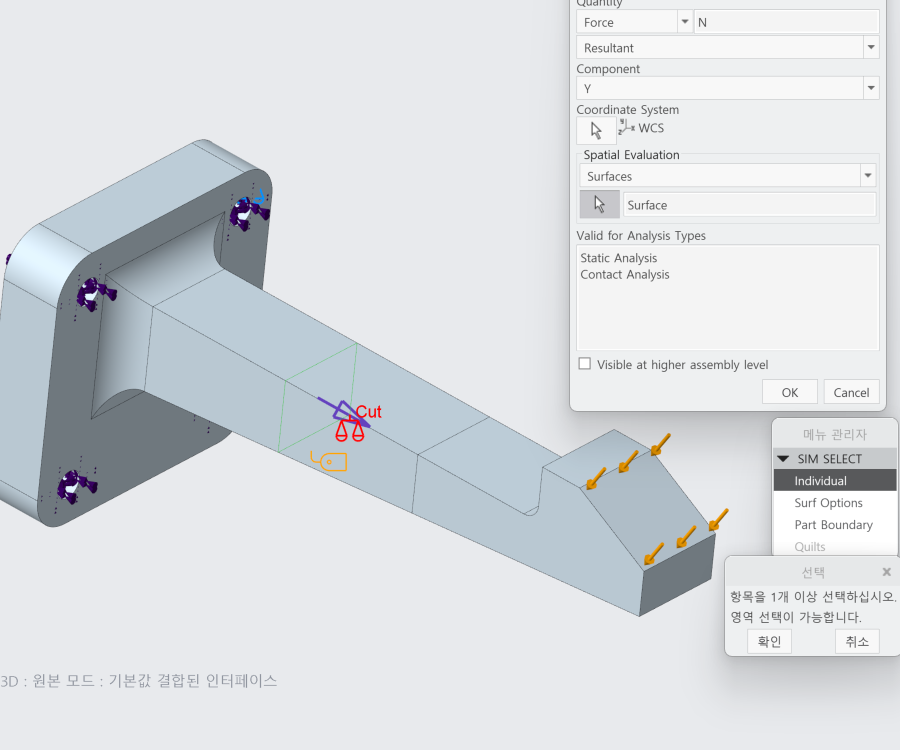 Quantity
Force
N
Resultant
Component
Y
Coordinate System
WCS
Spatial Evaluation
Surfaces
Surface
Valid for Analysis Types
Static Analysis
Contact Analysis
Visible at higher assembly level
OK
Cancel
Cut
메뉴 관리자
SIM SELECT
Individual
Surf Options
Part Boundary
Quilts
선택
항목을 1개 이상 선택하십시오.
영역 선택이 가능합니다.
확인
취소
3D : 원본 모드 : 기본값 결합된 인터페이스